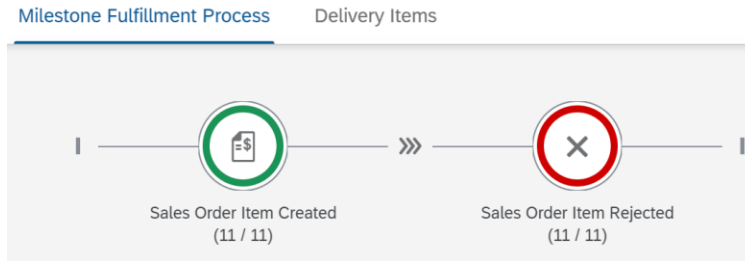 Milestone Fulfillment Process
Delivery Items
Sales Order Item Created
(11 / 11)
Sales Order Item Rejected
(11 / 11)